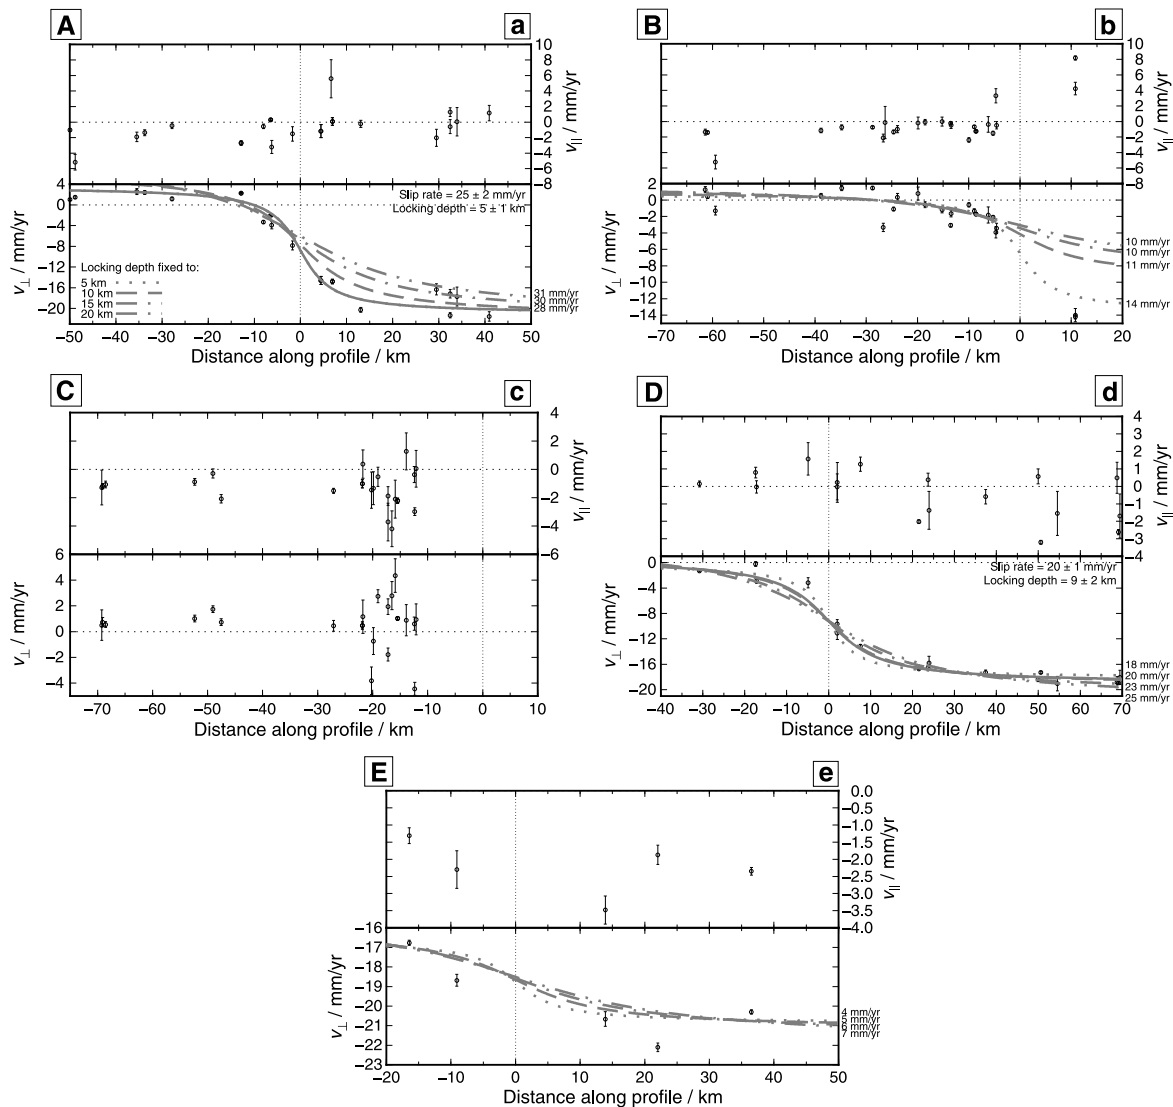 A
a
10
8
6
4
2
0
−2
−4
−6
−8
v|| / mm/yr
4
0
−4
−8
−12
−16
−20
v⊥ / mm/yr
Slip rate = 25 ± 2 mm/yr
Locking depth = 5 ± 1 km
Locking depth fixed to:
5 km
10 km
15 km
20 km
31 mm/yr
30 mm/yr
28 mm/yr
−50 −40 −30 −20 −10 0 10 20 30 40 50
Distance along profile / km
B
b
10
8
6
4
2
0
−2
−4
−6
−8
v|| / mm/yr
2
0
−2
−4
−6
−8
−10
−12
−14
v⊥ / mm/yr
10 mm/yr
10 mm/yr
11 mm/yr
14 mm/yr
−70 −60 −50 −40 −30 −20 −10 0 10 20
Distance along profile / km
C
c
4
2
0
−2
−4
−6
v|| / mm/yr
6
4
2
0
−2
−4
v⊥ / mm/yr
−70 −60 −50 −40 −30 −20 −10 0 10
Distance along profile / km
D
d
4
3
2
1
0
−1
−2
−3
−4
v|| / mm/yr
0
−4
−8
−12
−16
−20
v⊥ / mm/yr
Slip rate = 20 ± 1 mm/yr
Locking depth = 9 ± 2 km
18 mm/yr
20 mm/yr
23 mm/yr
25 mm/yr
−40 −30 −20 −10 0 10 20 30 40 50 60 70
Distance along profile / km
E
e
0.0
−0.5
−1.0
−1.5
−2.0
−2.5
−3.0
−3.5
−4.0
v|| / mm/yr
−16
−17
−18
−19
−20
−21
−22
−23
v⊥ / mm/yr
4 mm/yr
5 mm/yr
6 mm/yr
7 mm/yr
−20 −10 0 10 20 30 40 50
Distance along profile / km